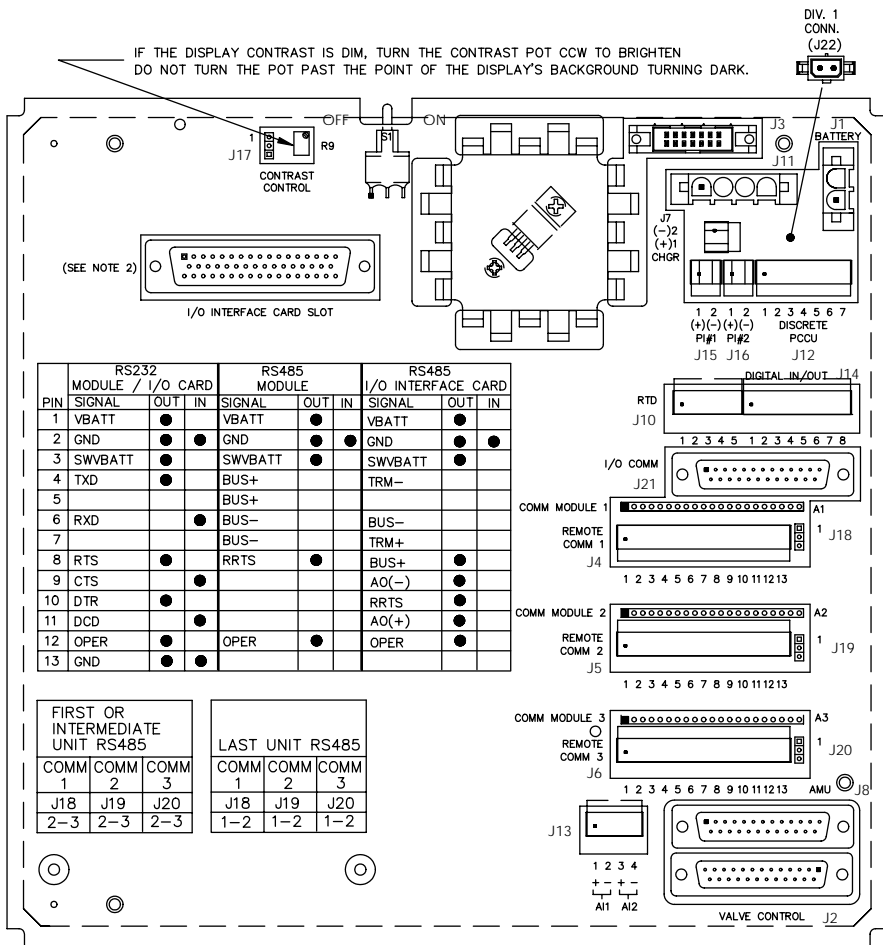 DIV. 1
CONN.
(J22)
IF THE DISPLAY CONTRAST IS DIM, TURN THE CONTRAST POT CCW TO BRIGHTEN
DO NOT TURN THE POT PAST THE POINT OF THE DISPLAY'S BACKGROUND TURNING DARK.
OFF ON
S1
1
J17
R9
CONTRAST
CONTROL
J3
J11
J1
BATTERY
J7
(-)2
(+)1
CHGR
(SEE NOTE 2)
I/O INTERFACE CARD SLOT
1 2 1 2 1 2 3 4 5 6 7
(+)(-)(+)(-) DISCRETE
PI#1 PI#2 PCCU
J15 J16 J12
RS232 MODULE / I/O CARD RS485 MODULE RS485 I/O INTERFACE CARD
PIN SIGNAL OUT IN SIGNAL OUT IN SIGNAL OUT IN
1 VBATT ● VBATT ● VBATT ●
2 GND ● ● GND ● ● GND ● ●
3 SWVBATT ● SWVBATT ● SWVBATT ●
4 TXD ● BUS+ TRM-
5 BUS+
6 RXD ● BUS- BUS-
7 BUS- TRM+
8 RTS ● RRTS ● BUS+ ●
9 CTS ● AO(-) ●
10 DTR ● RRTS ●
11 DCD ● AO(+) ●
12 OPER ● OPER ● OPER ●
13 GND ● ●
DIGITAL IN/OUT J14
RTD
J10
1 2 3 4 5 1 2 3 4 5 6 7 8
I/O COMM
J21
COMM MODULE 1 A1
REMOTE
COMM 1
J4
1 J18
1 2 3 4 5 6 7 8 9 10 11 12 13
COMM MODULE 2 A2
REMOTE
COMM 2
J5
1 J19
1 2 3 4 5 6 7 8 9 10 11 12 13
COMM MODULE 3 A3
REMOTE
COMM 3
J6
1 J20
1 2 3 4 5 6 7 8 9 10 11 12 13
AMU J8
FIRST OR
INTERMEDIATE
UNIT RS485
COMM 1 COMM 2 COMM 3
J18 J19 J20
2-3 2-3 2-3
LAST UNIT RS485
COMM 1 COMM 2 COMM 3
J18 J19 J20
1-2 1-2 1-2
J13
1 2 3 4
+ - + -
AI1 AI2
VALVE CONTROL J2